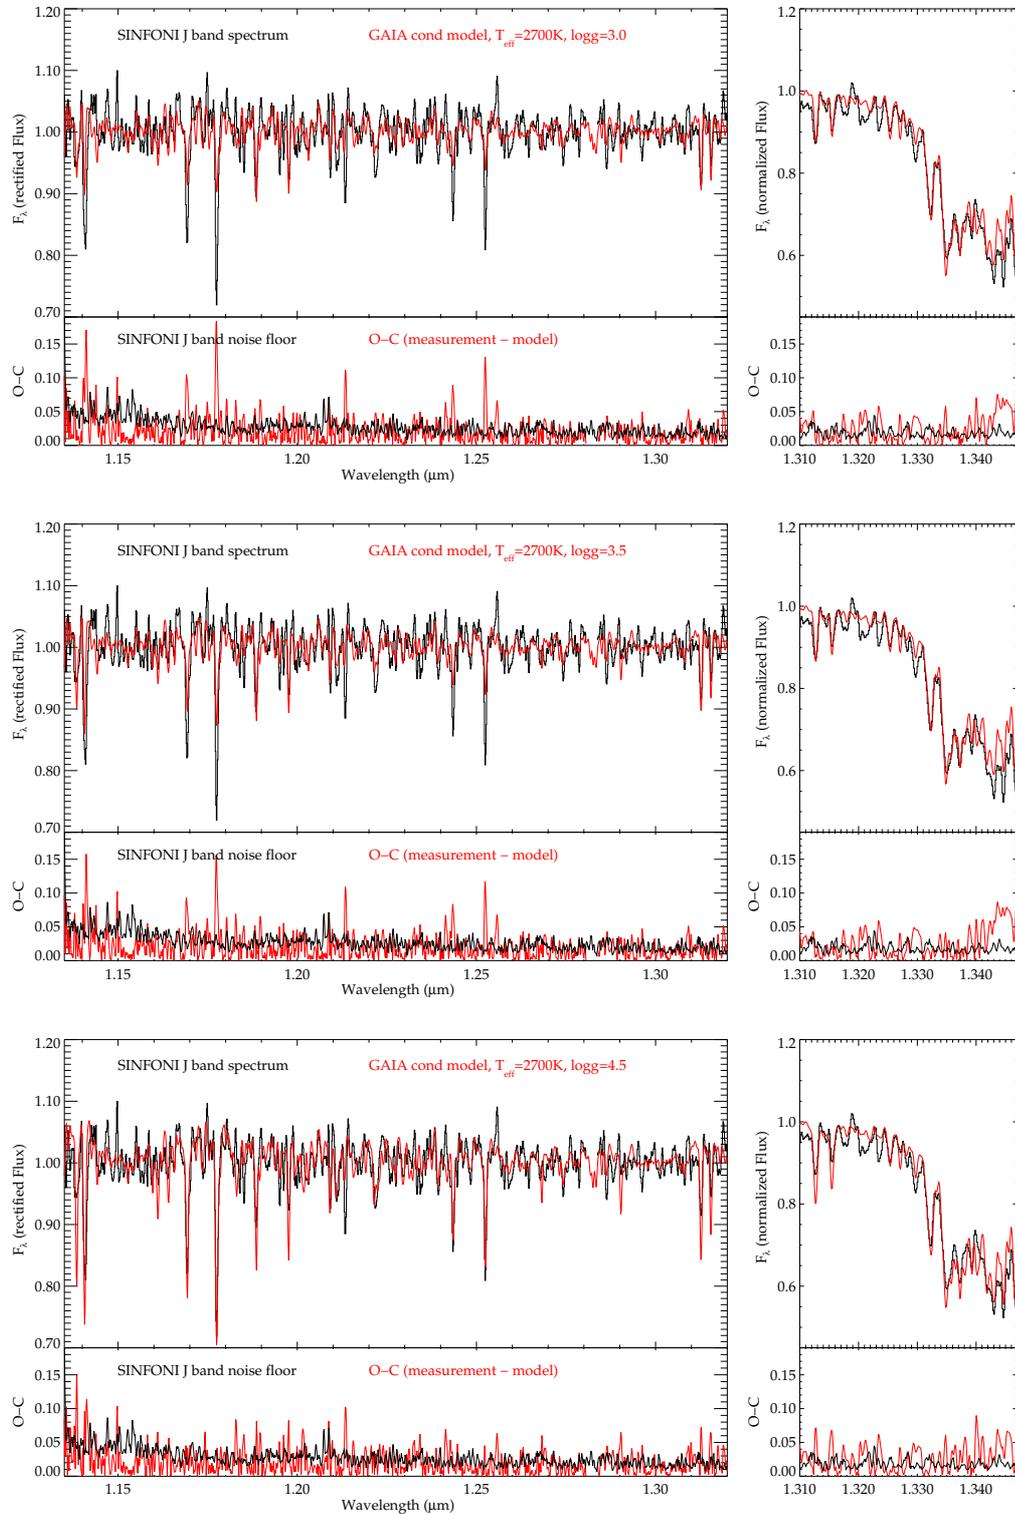 1.20
SINFONI J band spectrum
GAIA cond model, Teff=2700K, logg=3.0
1.10
1.00
0.90
0.80
0.70
Fλ (rectified Flux)
1.2
1.0
0.8
0.6
Fλ (normalized Flux)
SINFONI J band noise floor
O−C (measurement − model)
0.15
0.10
0.05
0.00
O−C
1.15 1.20 1.25 1.30
Wavelength (μm)
0.15
0.10
0.05
0.00
O−C
1.310 1.320 1.330 1.340
1.20
SINFONI J band spectrum
GAIA cond model, Teff=2700K, logg=3.5
1.10
1.00
0.90
0.80
0.70
Fλ (rectified Flux)
1.2
1.0
0.8
0.6
Fλ (normalized Flux)
SINFONI J band noise floor
O−C (measurement − model)
0.15
0.10
0.05
0.00
O−C
1.15 1.20 1.25 1.30
Wavelength (μm)
0.15
0.10
0.05
0.00
O−C
1.310 1.320 1.330 1.340
1.20
SINFONI J band spectrum
GAIA cond model, Teff=2700K, logg=4.5
1.10
1.00
0.90
0.80
0.70
Fλ (rectified Flux)
1.2
1.0
0.8
0.6
Fλ (normalized Flux)
SINFONI J band noise floor
O−C (measurement − model)
0.15
0.10
0.05
0.00
O−C
1.15 1.20 1.25 1.30
Wavelength (μm)
0.15
0.10
0.05
0.00
O−C
1.310 1.320 1.330 1.340